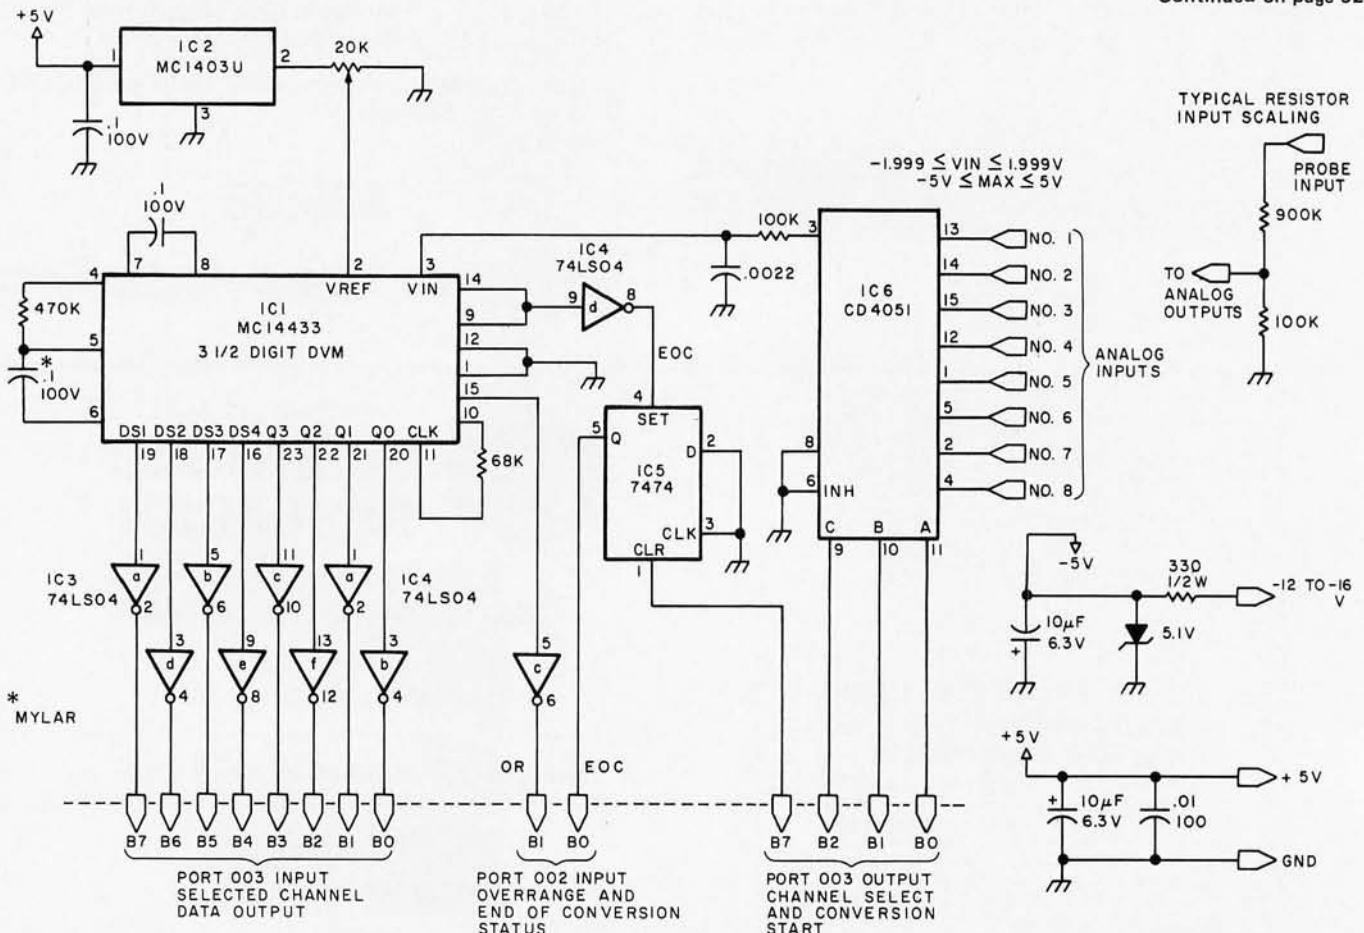 Continued on page
+5V
1
IC2
MC1403U
2
20K
3
.1
100V
.1
100V
-1.999 ≤ VIN ≤ 1.999V
-5V ≤ MAX ≤ 5V
TYPICAL RESISTOR
INPUT SCALING
PROBE
INPUT
900K
TO
ANALOG
OUTPUTS
100K
4
7
8
2
3
VREF
VIN
14
IC1
MC14433
3 1/2 DIGIT DVM
470K
5
*
.1
100V
6
9
12
1
15
10
DS1
DS2
DS3
DS4
Q3
Q2
Q1
Q0
CLK
19
18
17
16
23
22
21
20
11
68K
IC4
74LS04
9
d
8
EOC
100K
.0022
3
IC6
CD4051
13
NO. 1
14
NO. 2
15
NO. 3
12
NO. 4
1
NO. 5
5
NO. 6
2
NO. 7
4
NO. 8
ANALOG
INPUTS
8
6
INH
C
B
A
9
10
11
4
SET
5
Q
D
2
IC5
7474
CLK
3
CLR
1
IC3
74LS04
1
a
2
5
b
6
11
c
10
1
a
2
IC4
74LS04
3
d
4
9
e
8
13
f
12
3
b
4
5
c
6
*
MYLAR
-5V
33Ω
1/2W
-12 TO-16
V
10µF
6.3V
+
5.1V
+5V
+ 5V
+
10µF
6.3V
.01
100
GND
OR
EOC
B7
B6
B5
B4
B3
B2
B1
B0
B1
B0
B7
B2
B1
B0
PORT 003 INPUT
SELECTED CHANNEL
DATA OUTPUT
PORT 002 INPUT
OVERRANGE AND
END OF CONVERSION
STATUS
PORT 003 OUTPUT
CHANNEL SELECT
AND CONVERSION
START